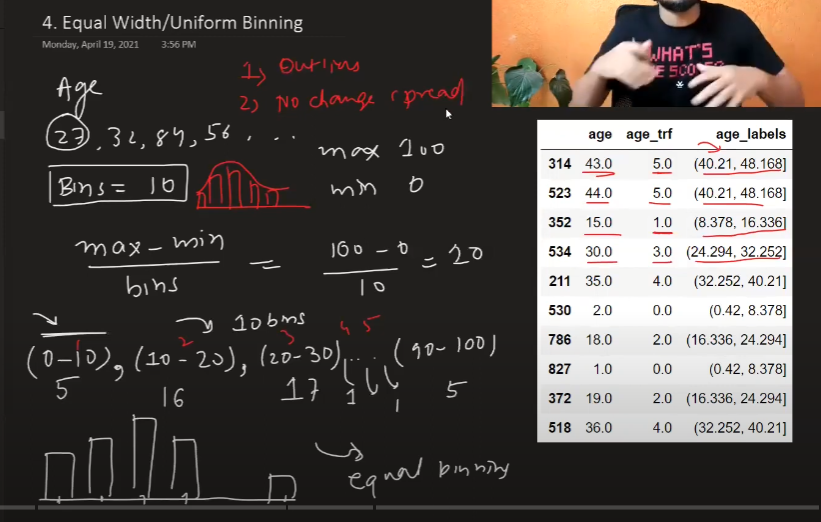 4. Equal Width/Uniform Binning
Monday, April 19, 2021 3:56 PM
Age
1) Outliers
2) No change spread
27, 32, 84, 56, . . .
Bins = 10
max 100
min 0
max - min
bins
=
100 - 0
10
= 20
10 bins
1 2 3 4 5
(0-10), (10-20), (20-30) ... (90-100)
5 16 17 1 1 5
equal binning
WHAT'S
age age_trf age_labels
314 43.0 5.0 (40.21, 48.168]
523 44.0 5.0 (40.21, 48.168]
352 15.0 1.0 (8.378, 16.336]
534 30.0 3.0 (24.294, 32.252]
211 35.0 4.0 (32.252, 40.21]
530 2.0 0.0 (0.42, 8.378]
786 18.0 2.0 (16.336, 24.294]
827 1.0 0.0 (0.42, 8.378]
372 19.0 2.0 (16.336, 24.294]
518 36.0 4.0 (32.252, 40.21]